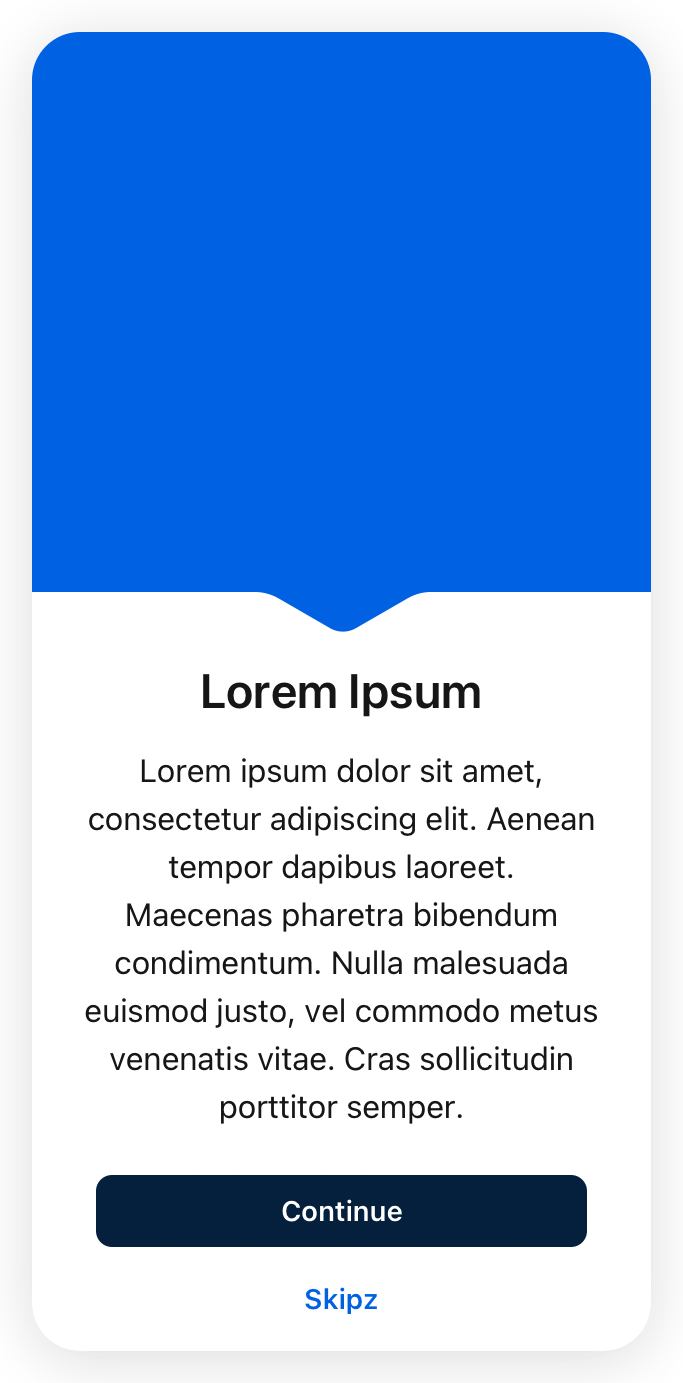 Lorem Ipsum
Lorem ipsum dolor sit amet,
consectetur adipiscing elit. Aenean
tempor dapibus laoreet.
Maecenas pharetra bibendum
condimentum. Nulla malesuada
euismod justo, vel commodo metus
venenatis vitae. Cras sollicitudin
porttitor semper.
Continue
Skipz